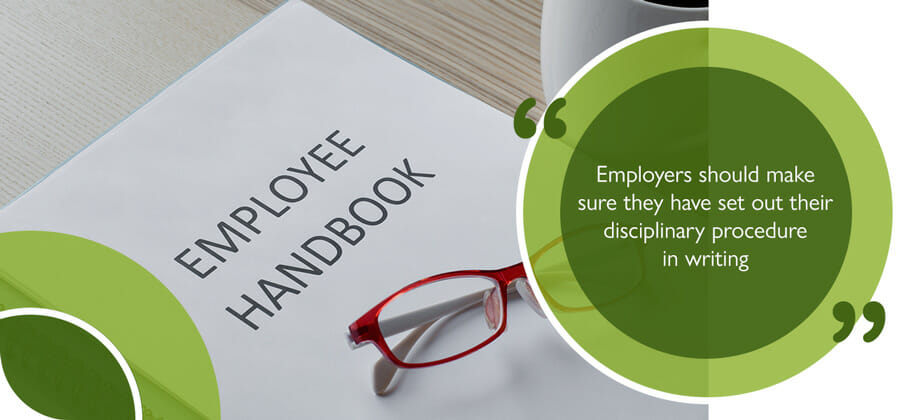 EMPLOYEE
HANDBOOK
“
Employers should make
sure they have set out their
disciplinary procedure
in writing
”